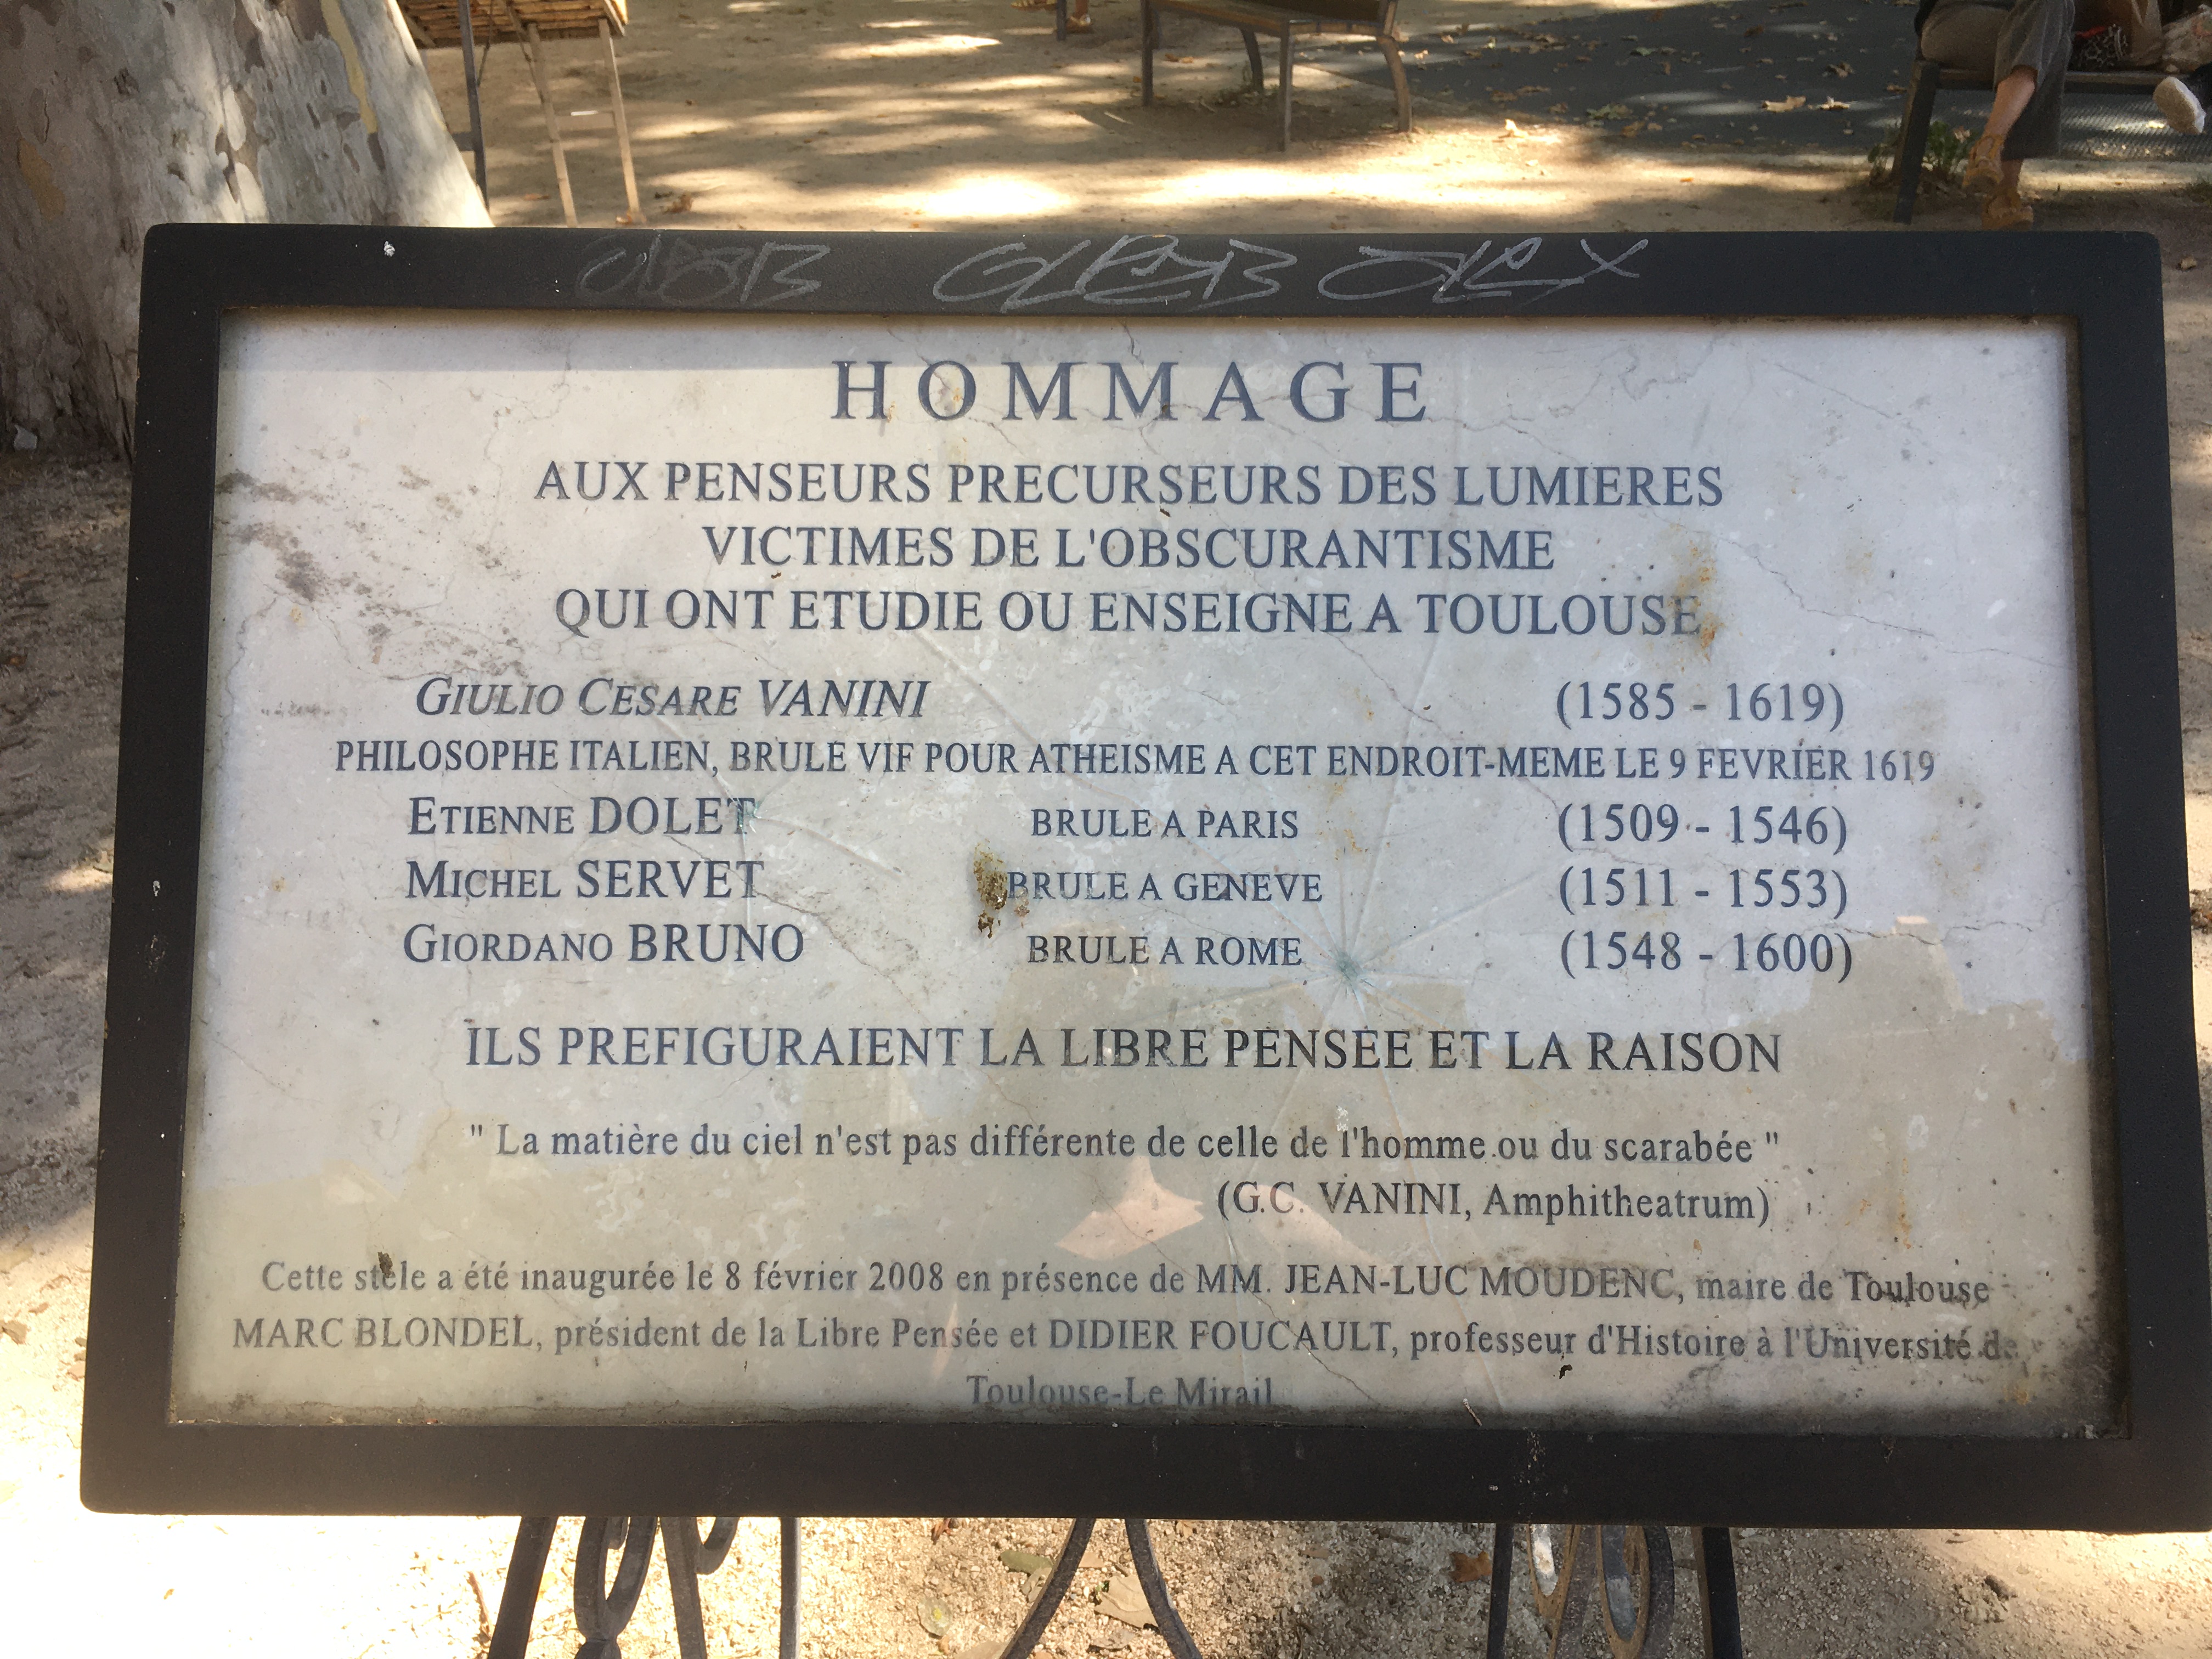 HOMMAGE
AUX PENSEURS PRECURSEURS DES LUMIERES
VICTIMES DE L'OBSCURANTISME
QUI ONT ETUDIE OU ENSEIGNE A TOULOUSE
GIULIO CESARE VANINI (1585 - 1619)
PHILOSOPHE ITALIEN, BRULE VIF POUR ATHEISME A CET ENDROIT-MEME LE 9 FEVRIER 1619
ETIENNE DOLET BRULE A PARIS (1509 - 1546)
MICHEL SERVET BRULE A GENEVE (1511 - 1553)
GIORDANO BRUNO BRULE A ROME (1548 - 1600)
ILS PREFIGURAIENT LA LIBRE PENSEE ET LA RAISON
" La matière du ciel n'est pas différente de celle de l'homme ou du scarabée "
(G.C. VANINI, Amphitheatrum)
Cette stèle a été inaugurée le 8 février 2008 en présence de MM. JEAN-LUC MOUDENC, maire de Toulouse
MARC BLONDEL, président de la Libre Pensée et DIDIER FOUCAULT, professeur d'Histoire à l'Université de
Toulouse-Le Mirail